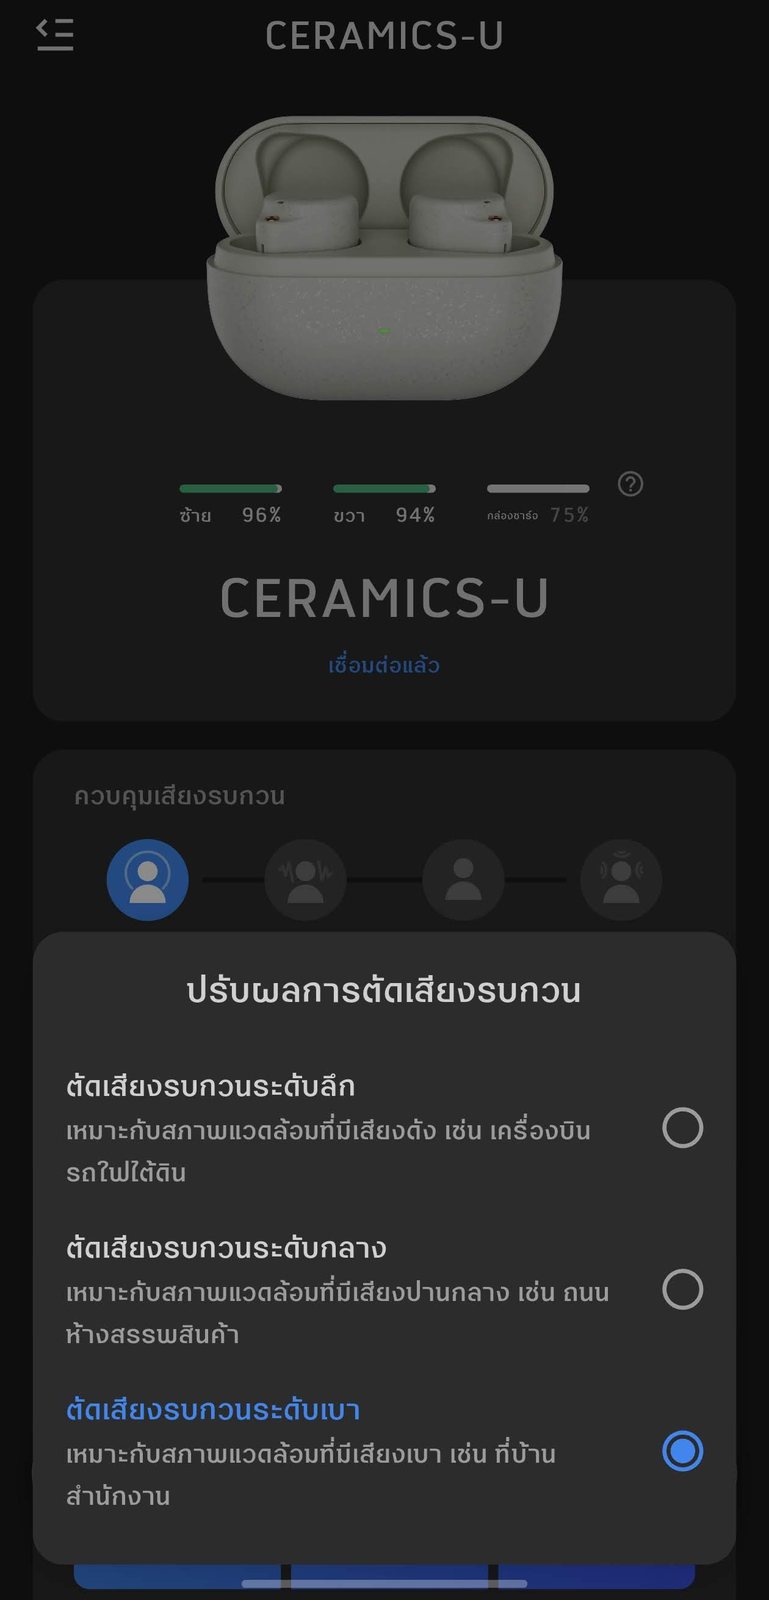 CERAMICS-U
ซ้าย 96% ขวา 94% กล่องชาร์จ 75% ?
CERAMICS-U
เชื่อมต่อแล้ว
ควบคุมเสียงรบกวน
ปรับผลการตัดเสียงรบกวน
ตัดเสียงรบกวนระดับลึก
เหมาะกับสภาพแวดล้อมที่มีเสียงดัง เช่น เครื่องบิน
รถไฟใต้ดิน
ตัดเสียงรบกวนระดับกลาง
เหมาะกับสภาพแวดล้อมที่มีเสียงปานกลาง เช่น ถนน
ห้างสรรพสินค้า
ตัดเสียงรบกวนระดับเบา
เหมาะกับสภาพแวดล้อมที่มีเสียงเบา เช่น ที่บ้าน
สำนักงาน